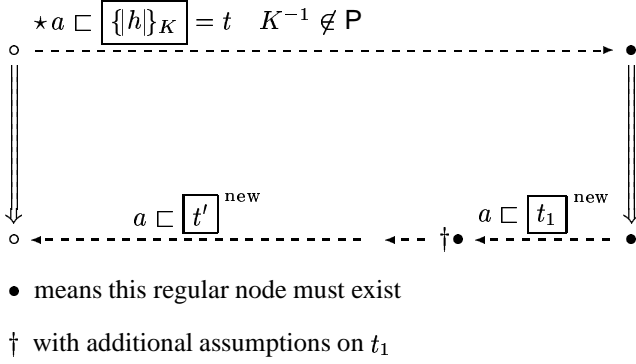 ⋆ a ⊏ {|h|}_K = t K^{-1} ∉ P
a ⊏ t′ new
a ⊏ t_1 new
†
• means this regular node must exist
† with additional assumptions on t_1